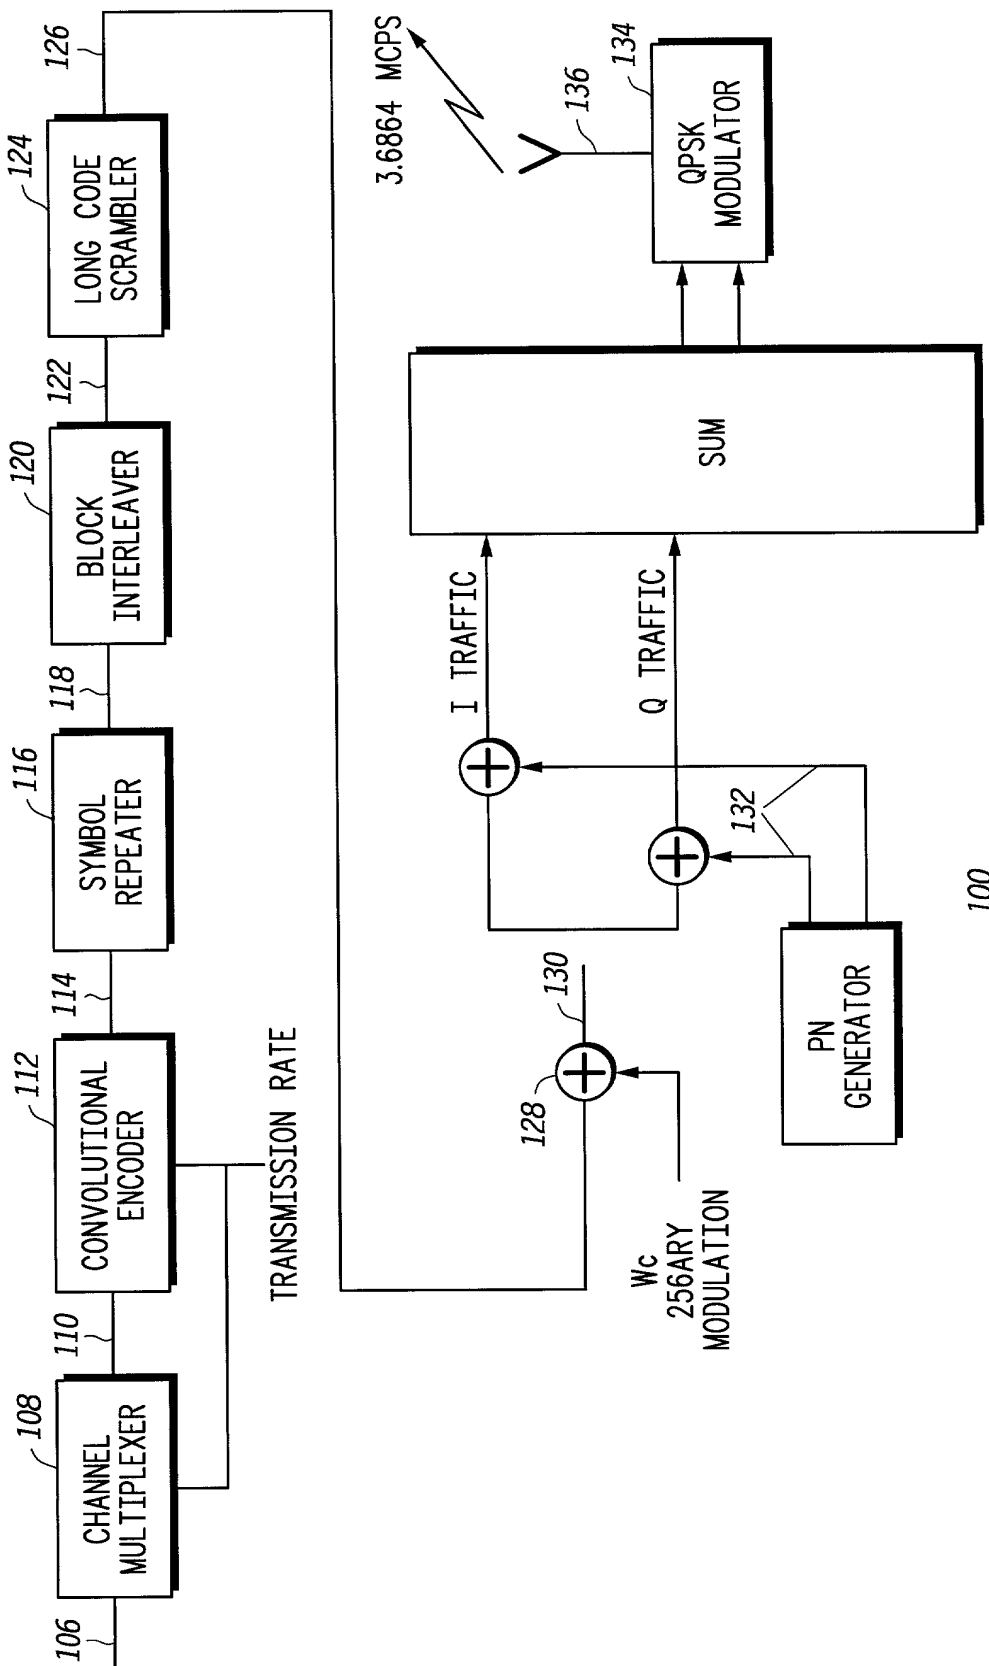 106
108
CHANNEL
MULTIPLEXER
110
112
CONVOLUTIONAL
ENCODER
TRANSMISSION RATE
114
116
SYMBOL
REPEATER
118
120
BLOCK
INTERLEAVER
122
124
LONG CODE
SCRAMBLER
126
Wc
256ARY
MODULATION
128
130
PN
GENERATOR
132
I TRAFFIC
Q TRAFFIC
SUM
3.6864 MCPS
136
134
QPSK
MODULATOR
100